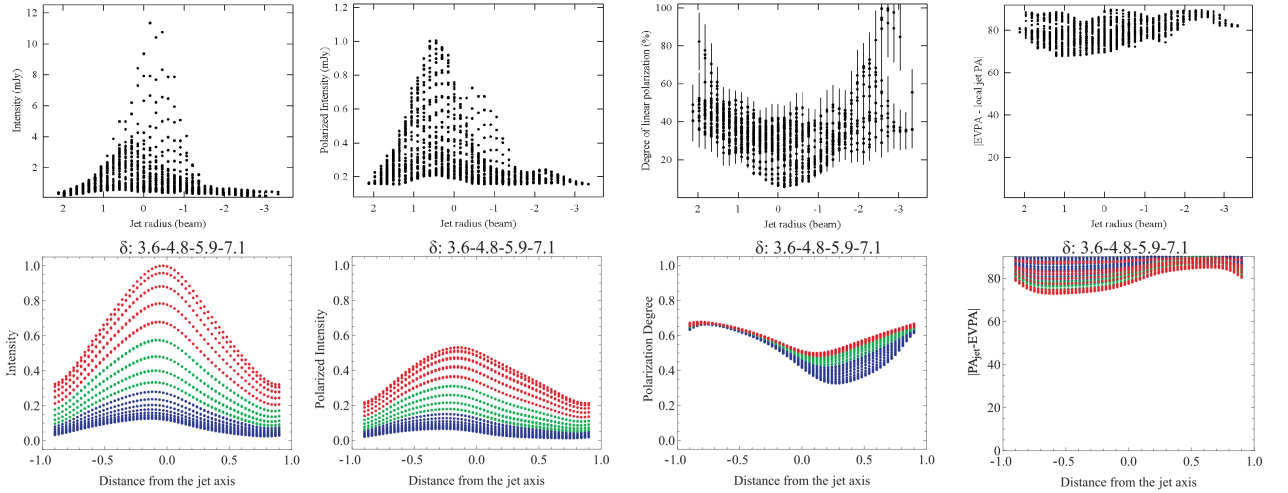 Intensity (mJy)
12
10
8
6
4
2
2 1 0 -1 -2 -3
Jet radius (beam)
Polarized Intensity (mJy)
1.2
1.0
0.8
0.6
0.4
0.2
2 1 0 -1 -2 -3
Jet radius (beam)
Degree of linear polarization (%)
100
80
60
40
20
2 1 0 -1 -2 -3
Jet radius (beam)
|EVPA - local jet PA|
80
60
40
20
2 1 0 -1 -2 -3
Jet radius (beam)
δ: 3.6-4.8-5.9-7.1
Intensity
1.0
0.8
0.6
0.4
0.2
0.0
-1.0 -0.5 0.0 0.5 1.0
Distance from the jet axis
δ: 3.6-4.8-5.9-7.1
Polarized Intensity
1.0
0.8
0.6
0.4
0.2
0.0
-1.0 -0.5 0.0 0.5 1.0
Distance from the jet axis
δ: 3.6-4.8-5.9-7.1
Polarization Degree
1.0
0.8
0.6
0.4
0.2
0.0
-1.0 -0.5 0.0 0.5 1.0
Distance from the jet axis
δ: 3.6-4.8-5.9-7.1
|PAjet-EVPA|
80
60
40
20
0
-1.0 -0.5 0.0 0.5 1.0
Distance from the jet axis